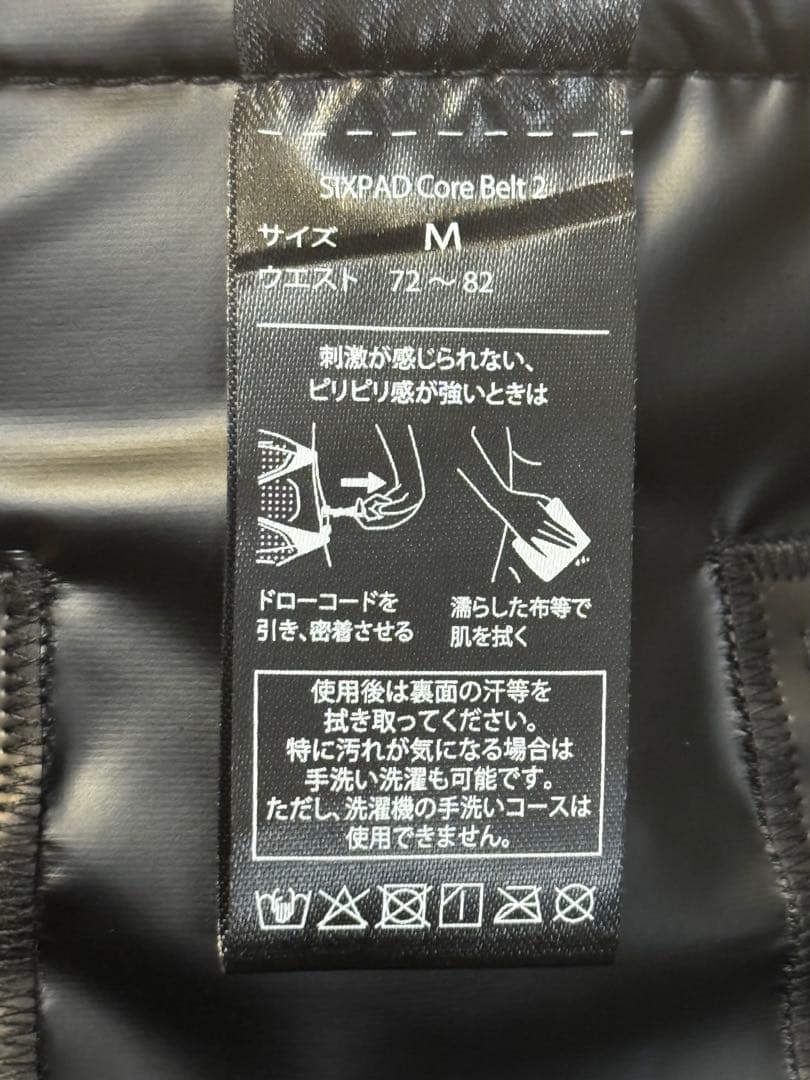 SIXPAD Core Belt 2
サイズ M
ウエスト 72～82
刺激が感じられない、
ピリピリ感が強いときは
ドローコードを
引き、密着させる
濡らした布等で
肌を拭く
使用後は裏面の汗等を
拭き取ってください。
特に汚れが気になる場合は
手洗い洗濯も可能です。
ただし、洗濯機の手洗いコースは
使用できません。